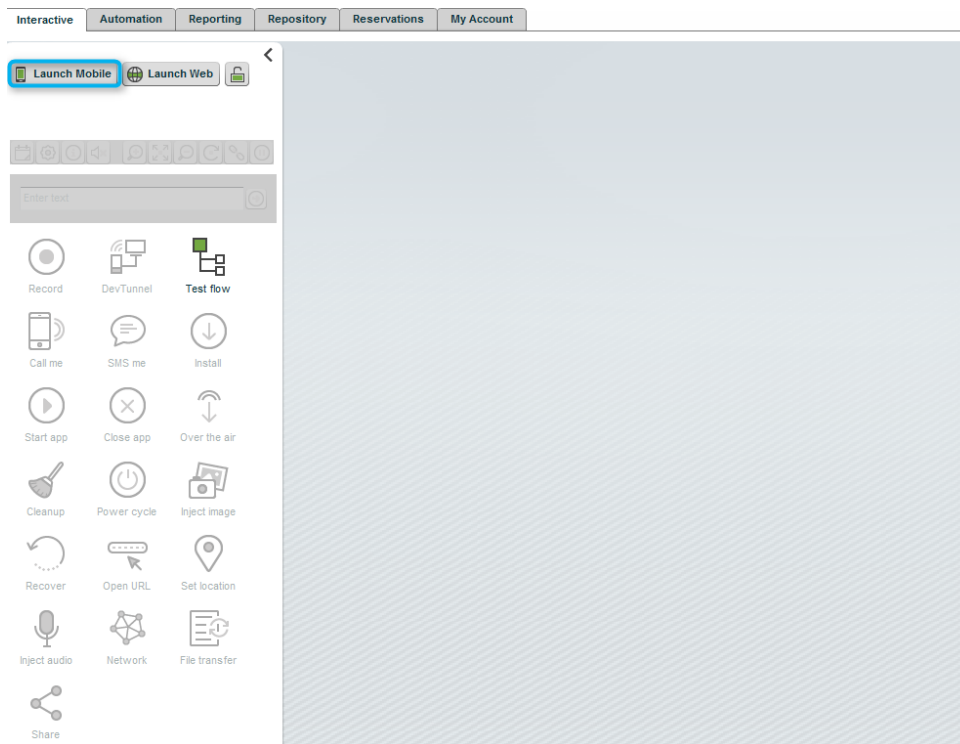 Interactive Automation Reporting Repository Reservations My Account
Launch Mobile Launch Web
Enter text
Record DevTunnel Test flow
Call me SMS me Install
Start app Close app Over the air
Cleanup Power cycle Inject image
Recover Open URL Set location
Inject audio Network File transfer
Share